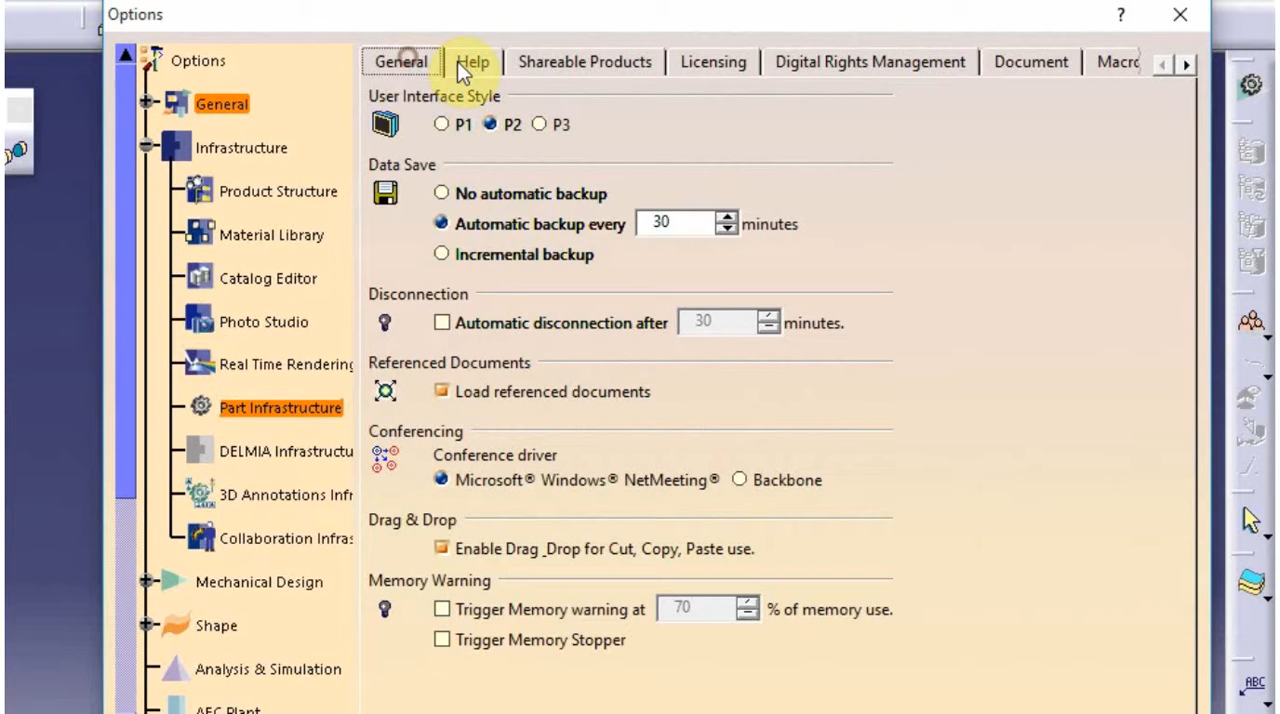 Options
?
Options
General
Infrastructure
Product Structure
Material Library
Catalog Editor
Photo Studio
Real Time Rendering
Part Infrastructure
DELMIA Infrastructu
3D Annotations Infr
Collaboration Infras
Mechanical Design
Shape
Analysis & Simulation
AEC Plant
General Help Shareable Products Licensing Digital Rights Management Document Macro
User Interface Style
P1 P2 P3
Data Save
No automatic backup
Automatic backup every 30 minutes
Incremental backup
Disconnection
Automatic disconnection after 30 minutes.
Referenced Documents
Load referenced documents
Conferencing
Conference driver
Microsoft® Windows® NetMeeting® Backbone
Drag & Drop
Enable Drag _Drop for Cut, Copy, Paste use.
Memory Warning
Trigger Memory warning at 70 % of memory use.
Trigger Memory Stopper
ABC